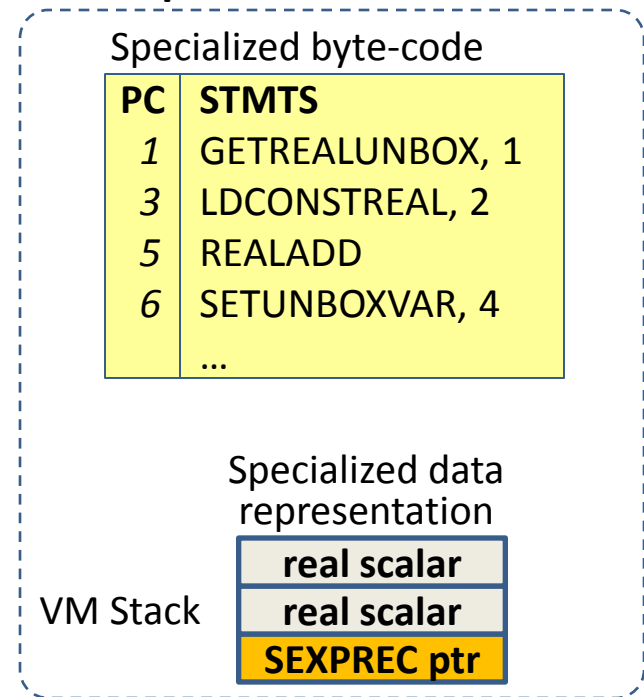 Specialized byte-code
PC STMTS
1 GETREALUNBOX, 1
3 LDCONSTREAL, 2
5 REALADD
6 SETUNBOXVAR, 4
...
Specialized data
representation
real scalar
VM Stack real scalar
SEXPREC ptr